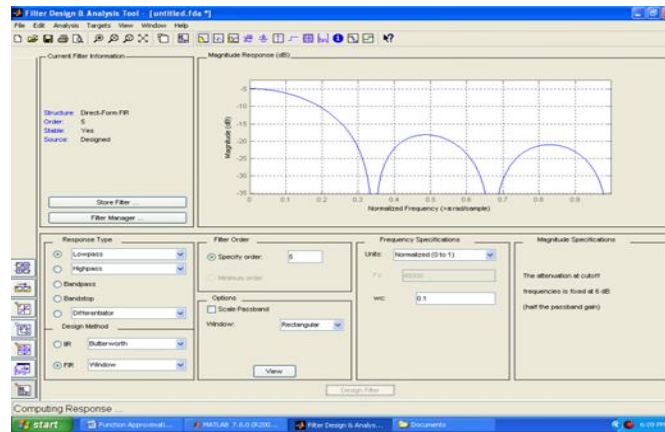 Filter Design & Analysis Tool - [untitled.fda *]
File Edit Analysis Targets View Window Help
Current Filter Information
Structure: Direct-Form FIR
Order: 5
Stable: Yes
Source: Designed
Store Filter ...
Filter Manager ...
Magnitude Response (dB)
Magnitude (dB)
-5
-10
-15
-20
-25
-30
-35
0 0.1 0.2 0.3 0.4 0.5 0.6 0.7 0.8 0.9
Normalized Frequency (×π rad/sample)
Response Type
Lowpass
Highpass
Bandpass
Bandstop
Differentiator
Design Method
IIR Butterworth
FIR Window
Filter Order
Specify order: 5
Minimum order
Options
Scale Passband
Window: Rectangular
View
Frequency Specifications
Units: Normalized (0 to 1)
Fs: 48000
wc: 0.1
Magnitude Specifications
The attenuation at cutoff
frequencies is fixed at 6 dB
(half the passband gain)
Design Filter
Computing Response ...
start
Function Approximati...
MATLAB 7.6.0 (R200...
Filter Design & Analys...
Documents
6:09 PM